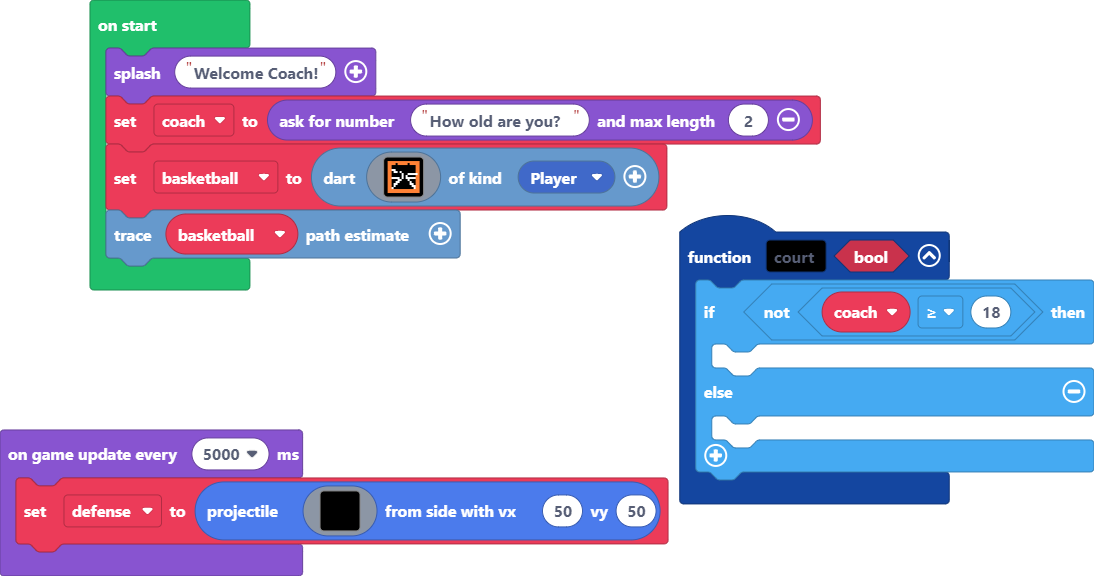 on start
splash "Welcome Coach!"
set coach to ask for number "How old are you? " and max length 2
set basketball to dart of kind Player
trace basketball path estimate
function court bool
if not coach ≥ 18 then
else
on game update every 5000 ms
set defense to projectile from side with vx 50 vy 50